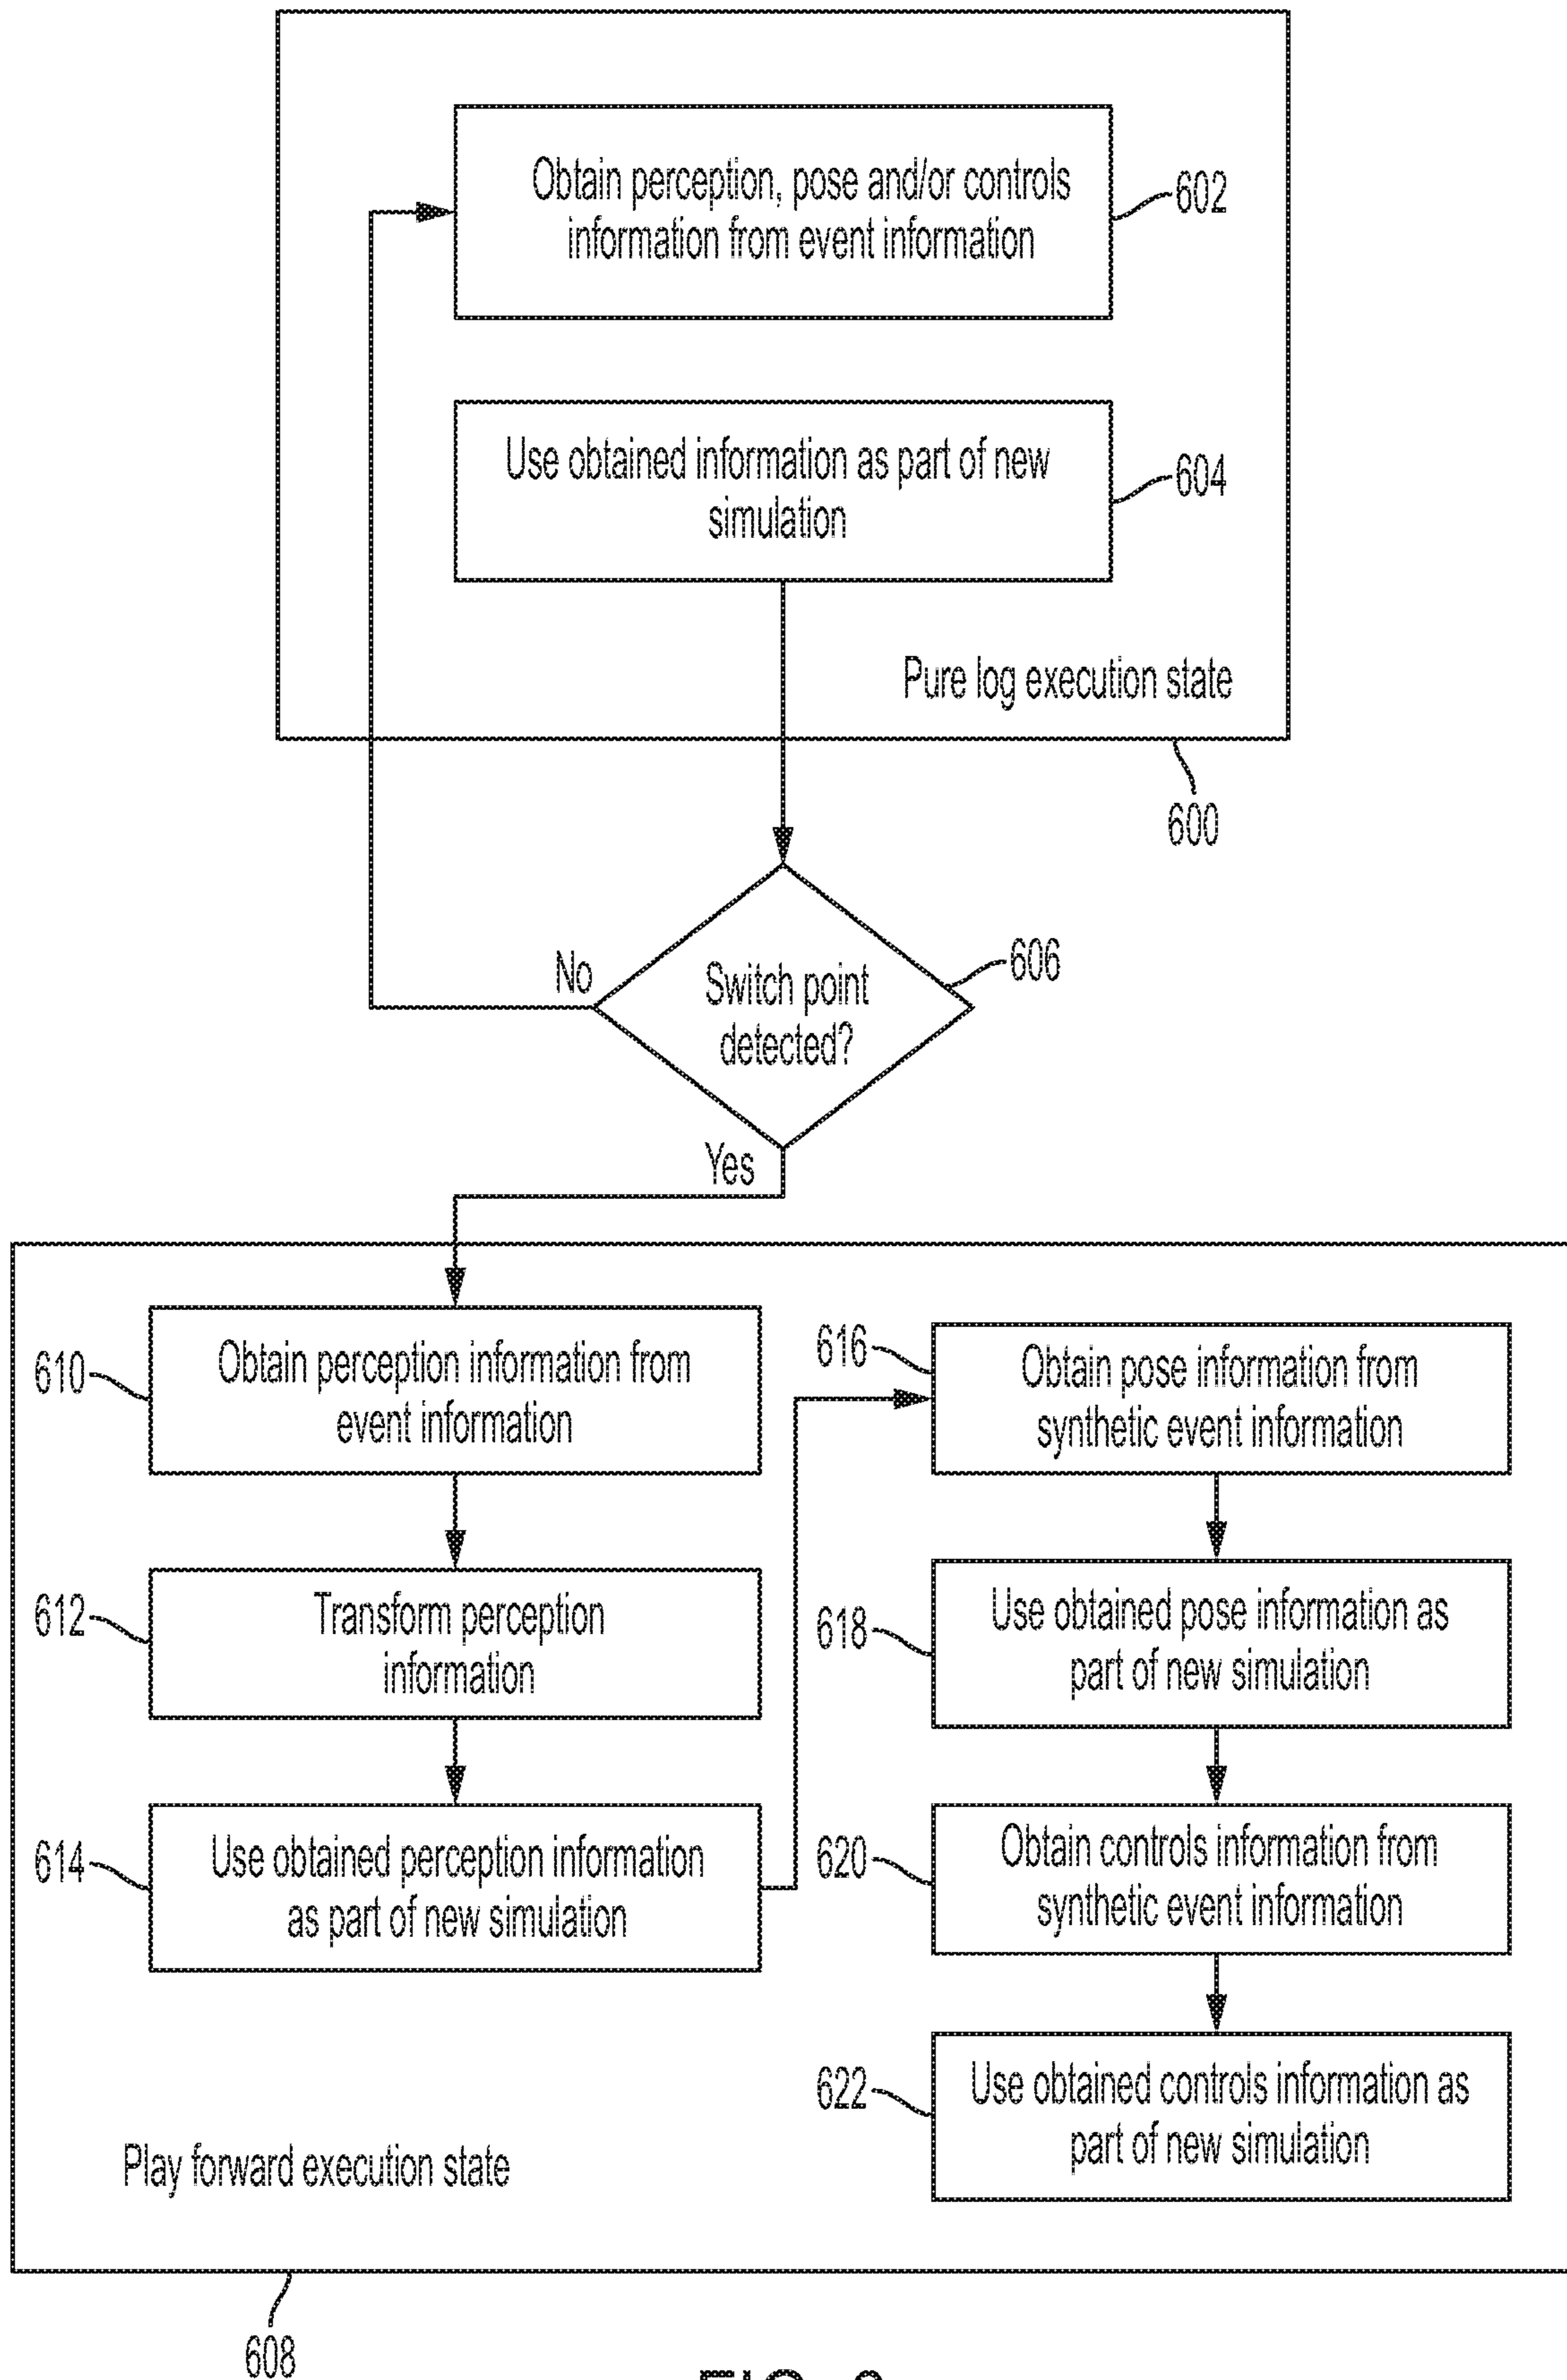 Obtain perception, pose and/or controls
information from event information
602
Use obtained information as part of new
simulation
604
Pure log execution state
600
No
Switch point
detected?
606
Yes
610
Obtain perception information from
event information
612
Transform perception
information
614
Use obtained perception information
as part of new simulation
616
Obtain pose information from
synthetic event information
618
Use obtained pose information as
part of new simulation
620
Obtain controls information from
synthetic event information
622
Use obtained controls information as
part of new simulation
Play forward execution state
608
FIG.